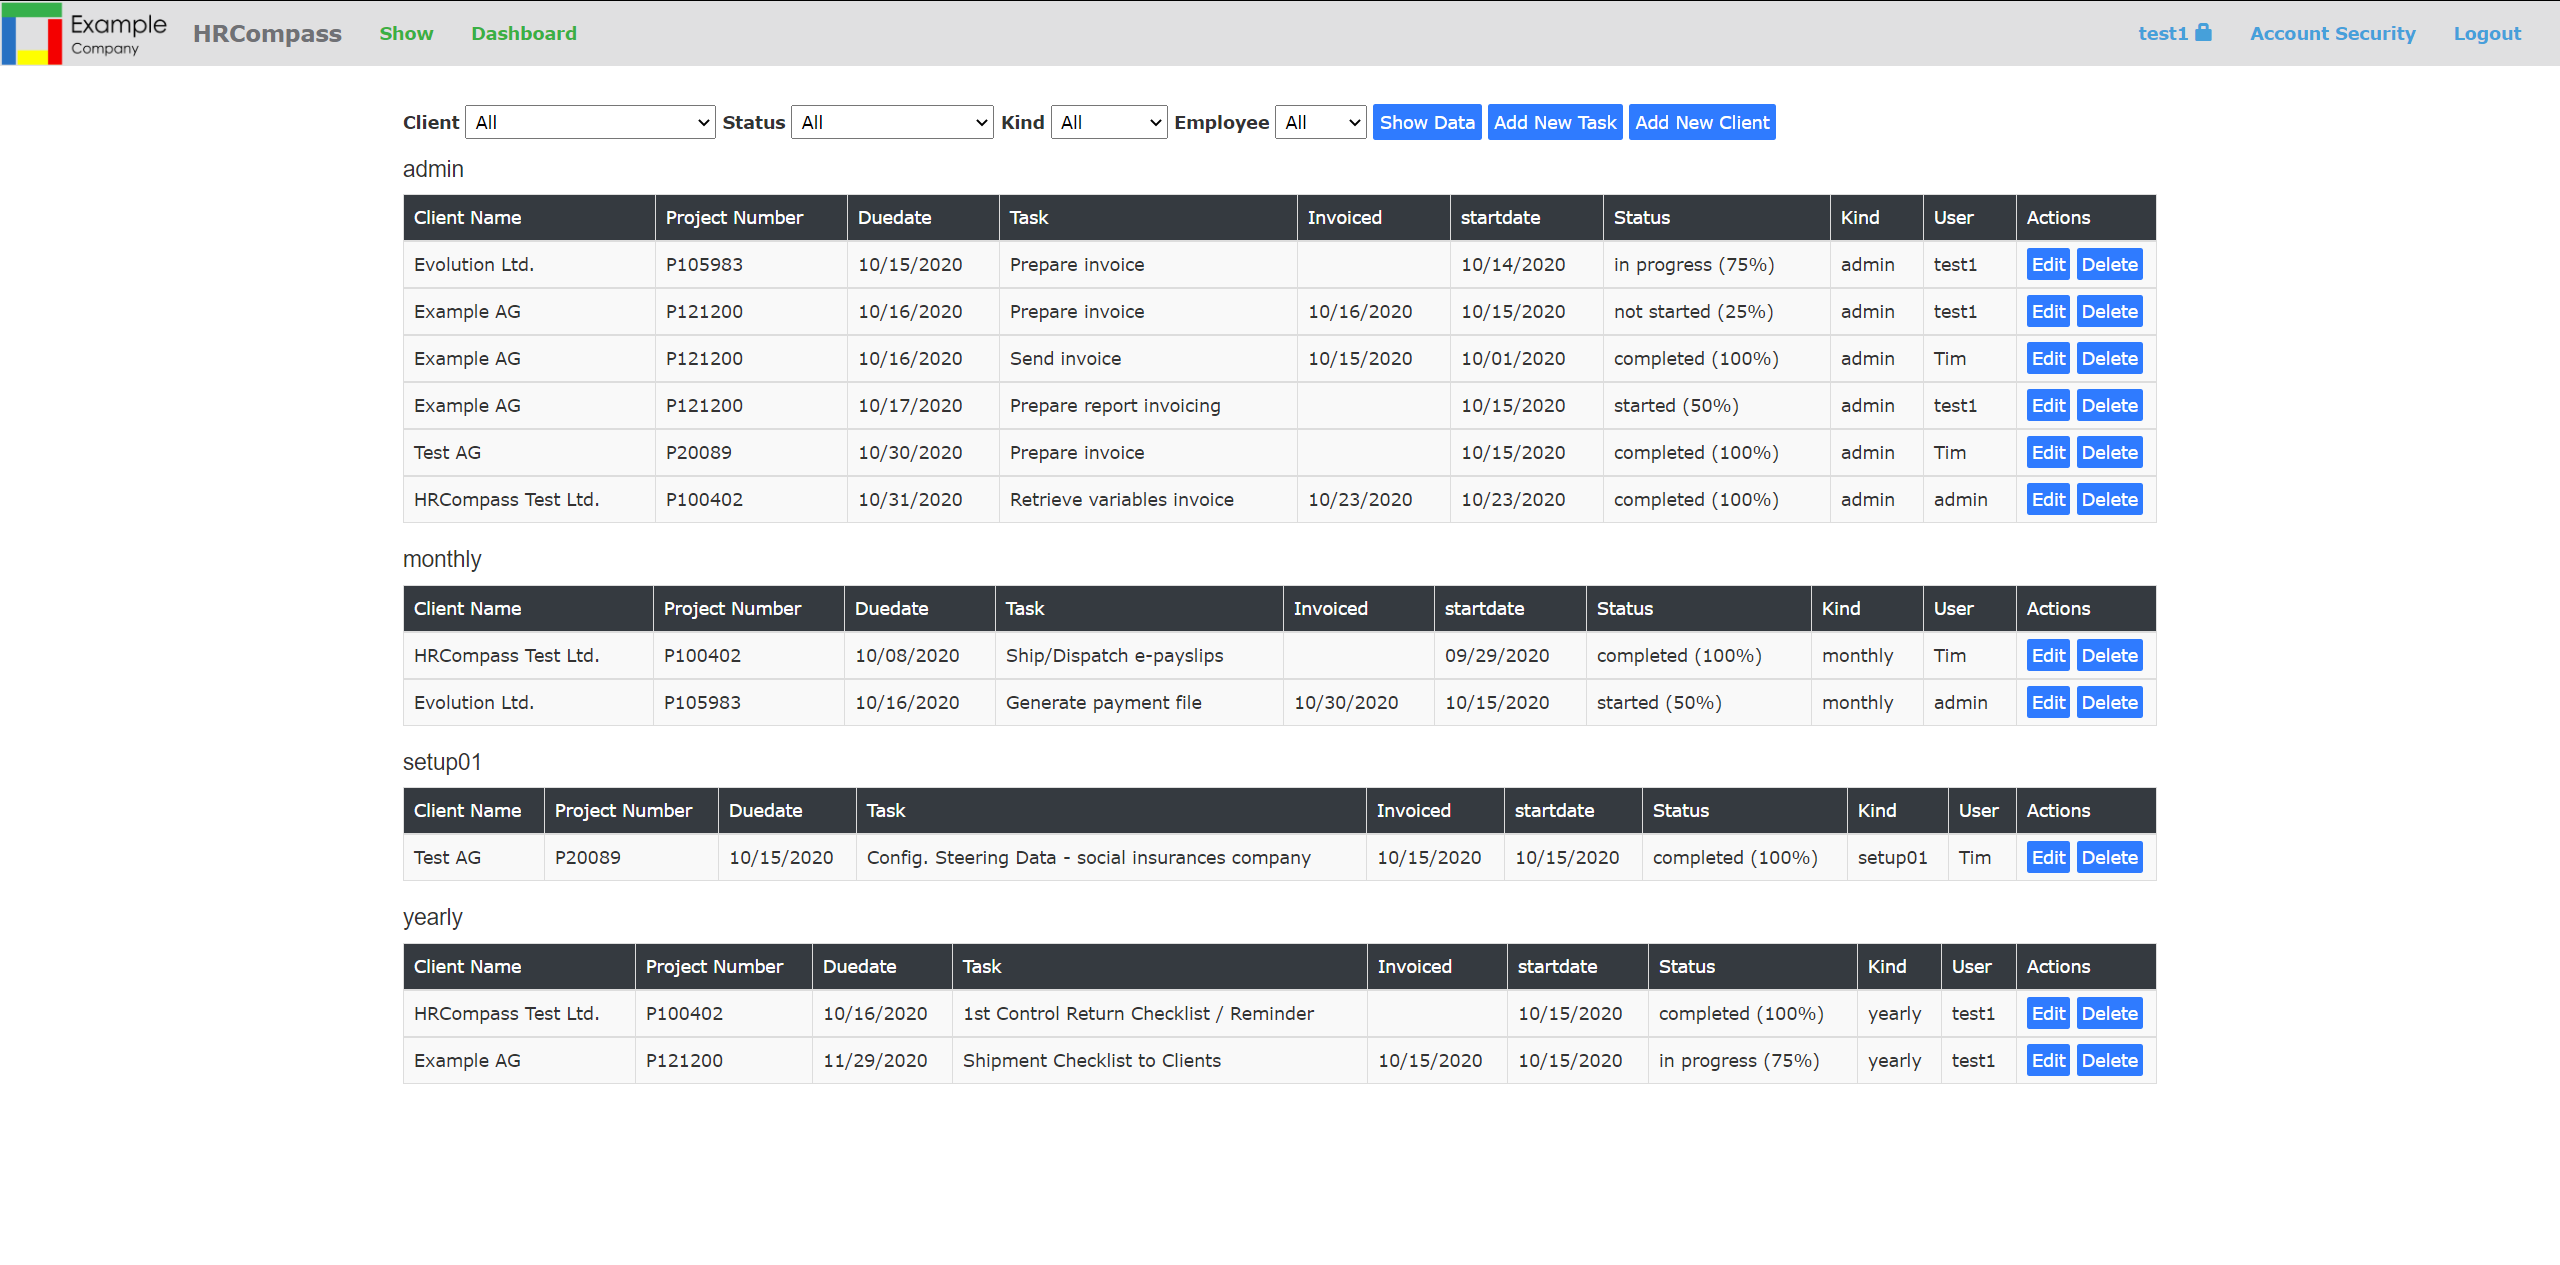 Example
Company
HRCompass Show Dashboard test1 Account Security Logout
Client All Status All Kind All Employee All Show Data Add New Task Add New Client
admin
Client Name Project Number Duedate Task Invoiced startdate Status Kind User Actions
Evolution Ltd. P105983 10/15/2020 Prepare invoice 10/14/2020 in progress (75%) admin test1 Edit Delete
Example AG P121200 10/16/2020 Prepare invoice 10/16/2020 10/15/2020 not started (25%) admin test1 Edit Delete
Example AG P121200 10/16/2020 Send invoice 10/15/2020 10/01/2020 completed (100%) admin Tim Edit Delete
Example AG P121200 10/17/2020 Prepare report invoicing 10/15/2020 started (50%) admin test1 Edit Delete
Test AG P20089 10/30/2020 Prepare invoice 10/15/2020 completed (100%) admin Tim Edit Delete
HRCompass Test Ltd. P100402 10/31/2020 Retrieve variables invoice 10/23/2020 10/23/2020 completed (100%) admin admin Edit Delete
monthly
Client Name Project Number Duedate Task Invoiced startdate Status Kind User Actions
HRCompass Test Ltd. P100402 10/08/2020 Ship/Dispatch e-payslips 09/29/2020 completed (100%) monthly Tim Edit Delete
Evolution Ltd. P105983 10/16/2020 Generate payment file 10/30/2020 10/15/2020 started (50%) monthly admin Edit Delete
setup01
Client Name Project Number Duedate Task Invoiced startdate Status Kind User Actions
Test AG P20089 10/15/2020 Config. Steering Data - social insurances company 10/15/2020 10/15/2020 completed (100%) setup01 Tim Edit Delete
yearly
Client Name Project Number Duedate Task Invoiced startdate Status Kind User Actions
HRCompass Test Ltd. P100402 10/16/2020 1st Control Return Checklist / Reminder 10/15/2020 completed (100%) yearly test1 Edit Delete
Example AG P121200 11/29/2020 Shipment Checklist to Clients 10/15/2020 10/15/2020 in progress (75%) yearly test1 Edit Delete